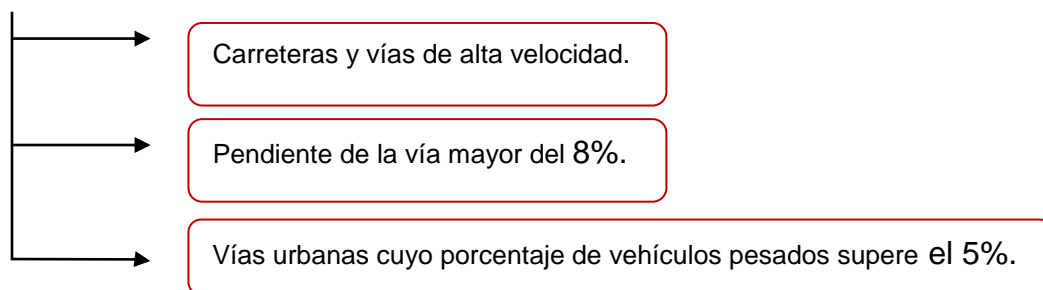 Carreteras y vías de alta velocidad.
Pendiente de la vía mayor del 8%.
Vías urbanas cuyo porcentaje de vehículos pesados supere el 5%.